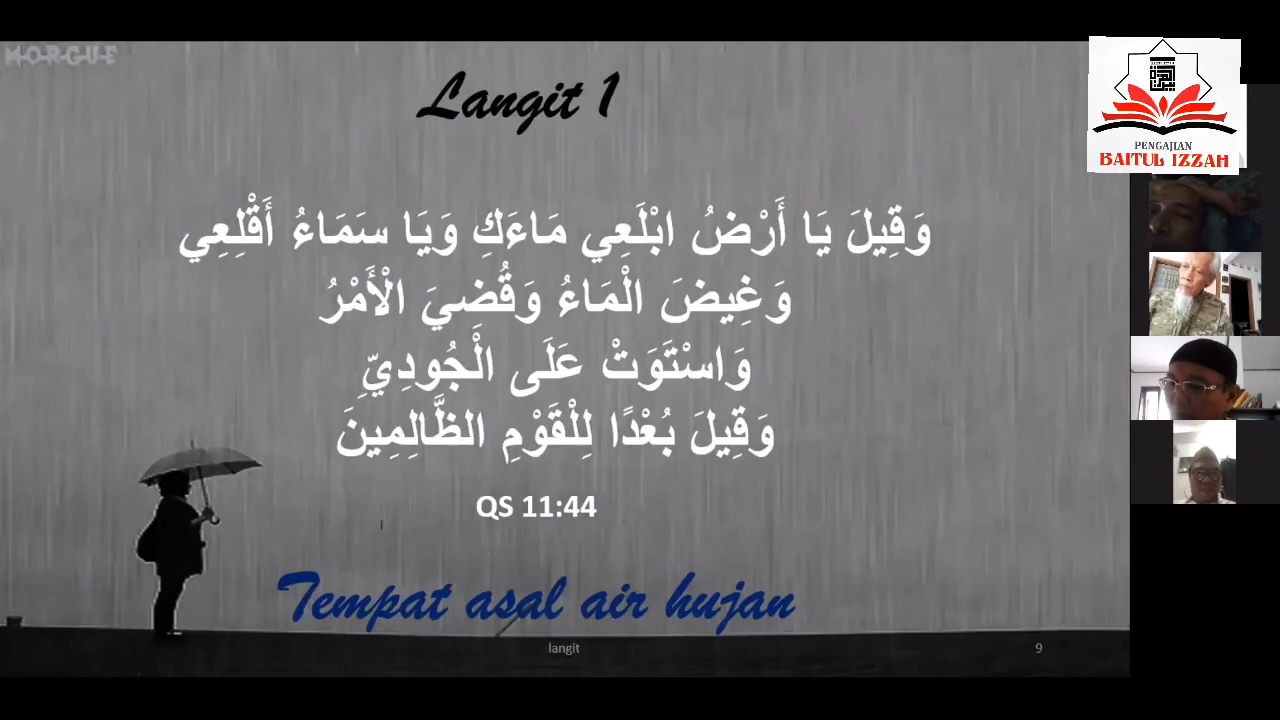 M-O-R-G-U-E
Langit 1
وَقِيلَ يَا أَرْضُ ابْلَعِي مَاءَكِ وَيَا سَمَاءُ أَقْلِعِي
وَغِيضَ الْمَاءُ وَقُضِيَ الْأَمْرُ
وَاسْتَوَتْ عَلَى الْجُودِيِّ
وَقِيلَ بُعْدًا لِلْقَوْمِ الظَّالِمِينَ
QS 11:44
Tempat asal air hujan
langit
9
PENGAJIAN
BAITUL IZZAH